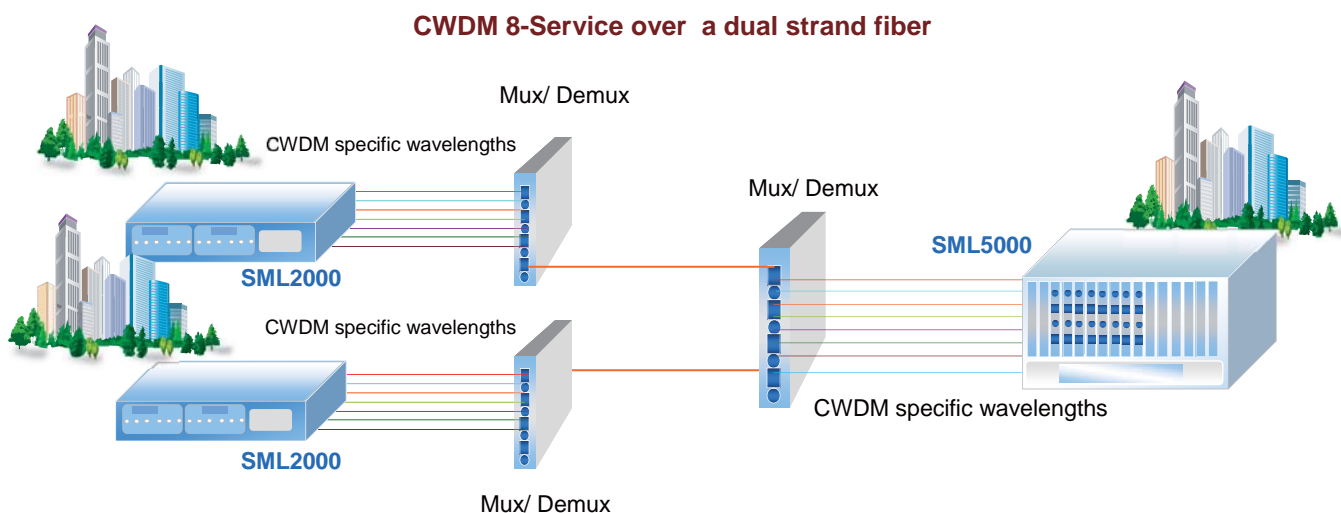 CWDM 8-Service over a dual strand fiber
Mux/ Demux
CWDM specific wavelengths
Mux/ Demux
SML5000
SML2000
CWDM specific wavelengths
CWDM specific wavelengths
SML2000
Mux/ Demux